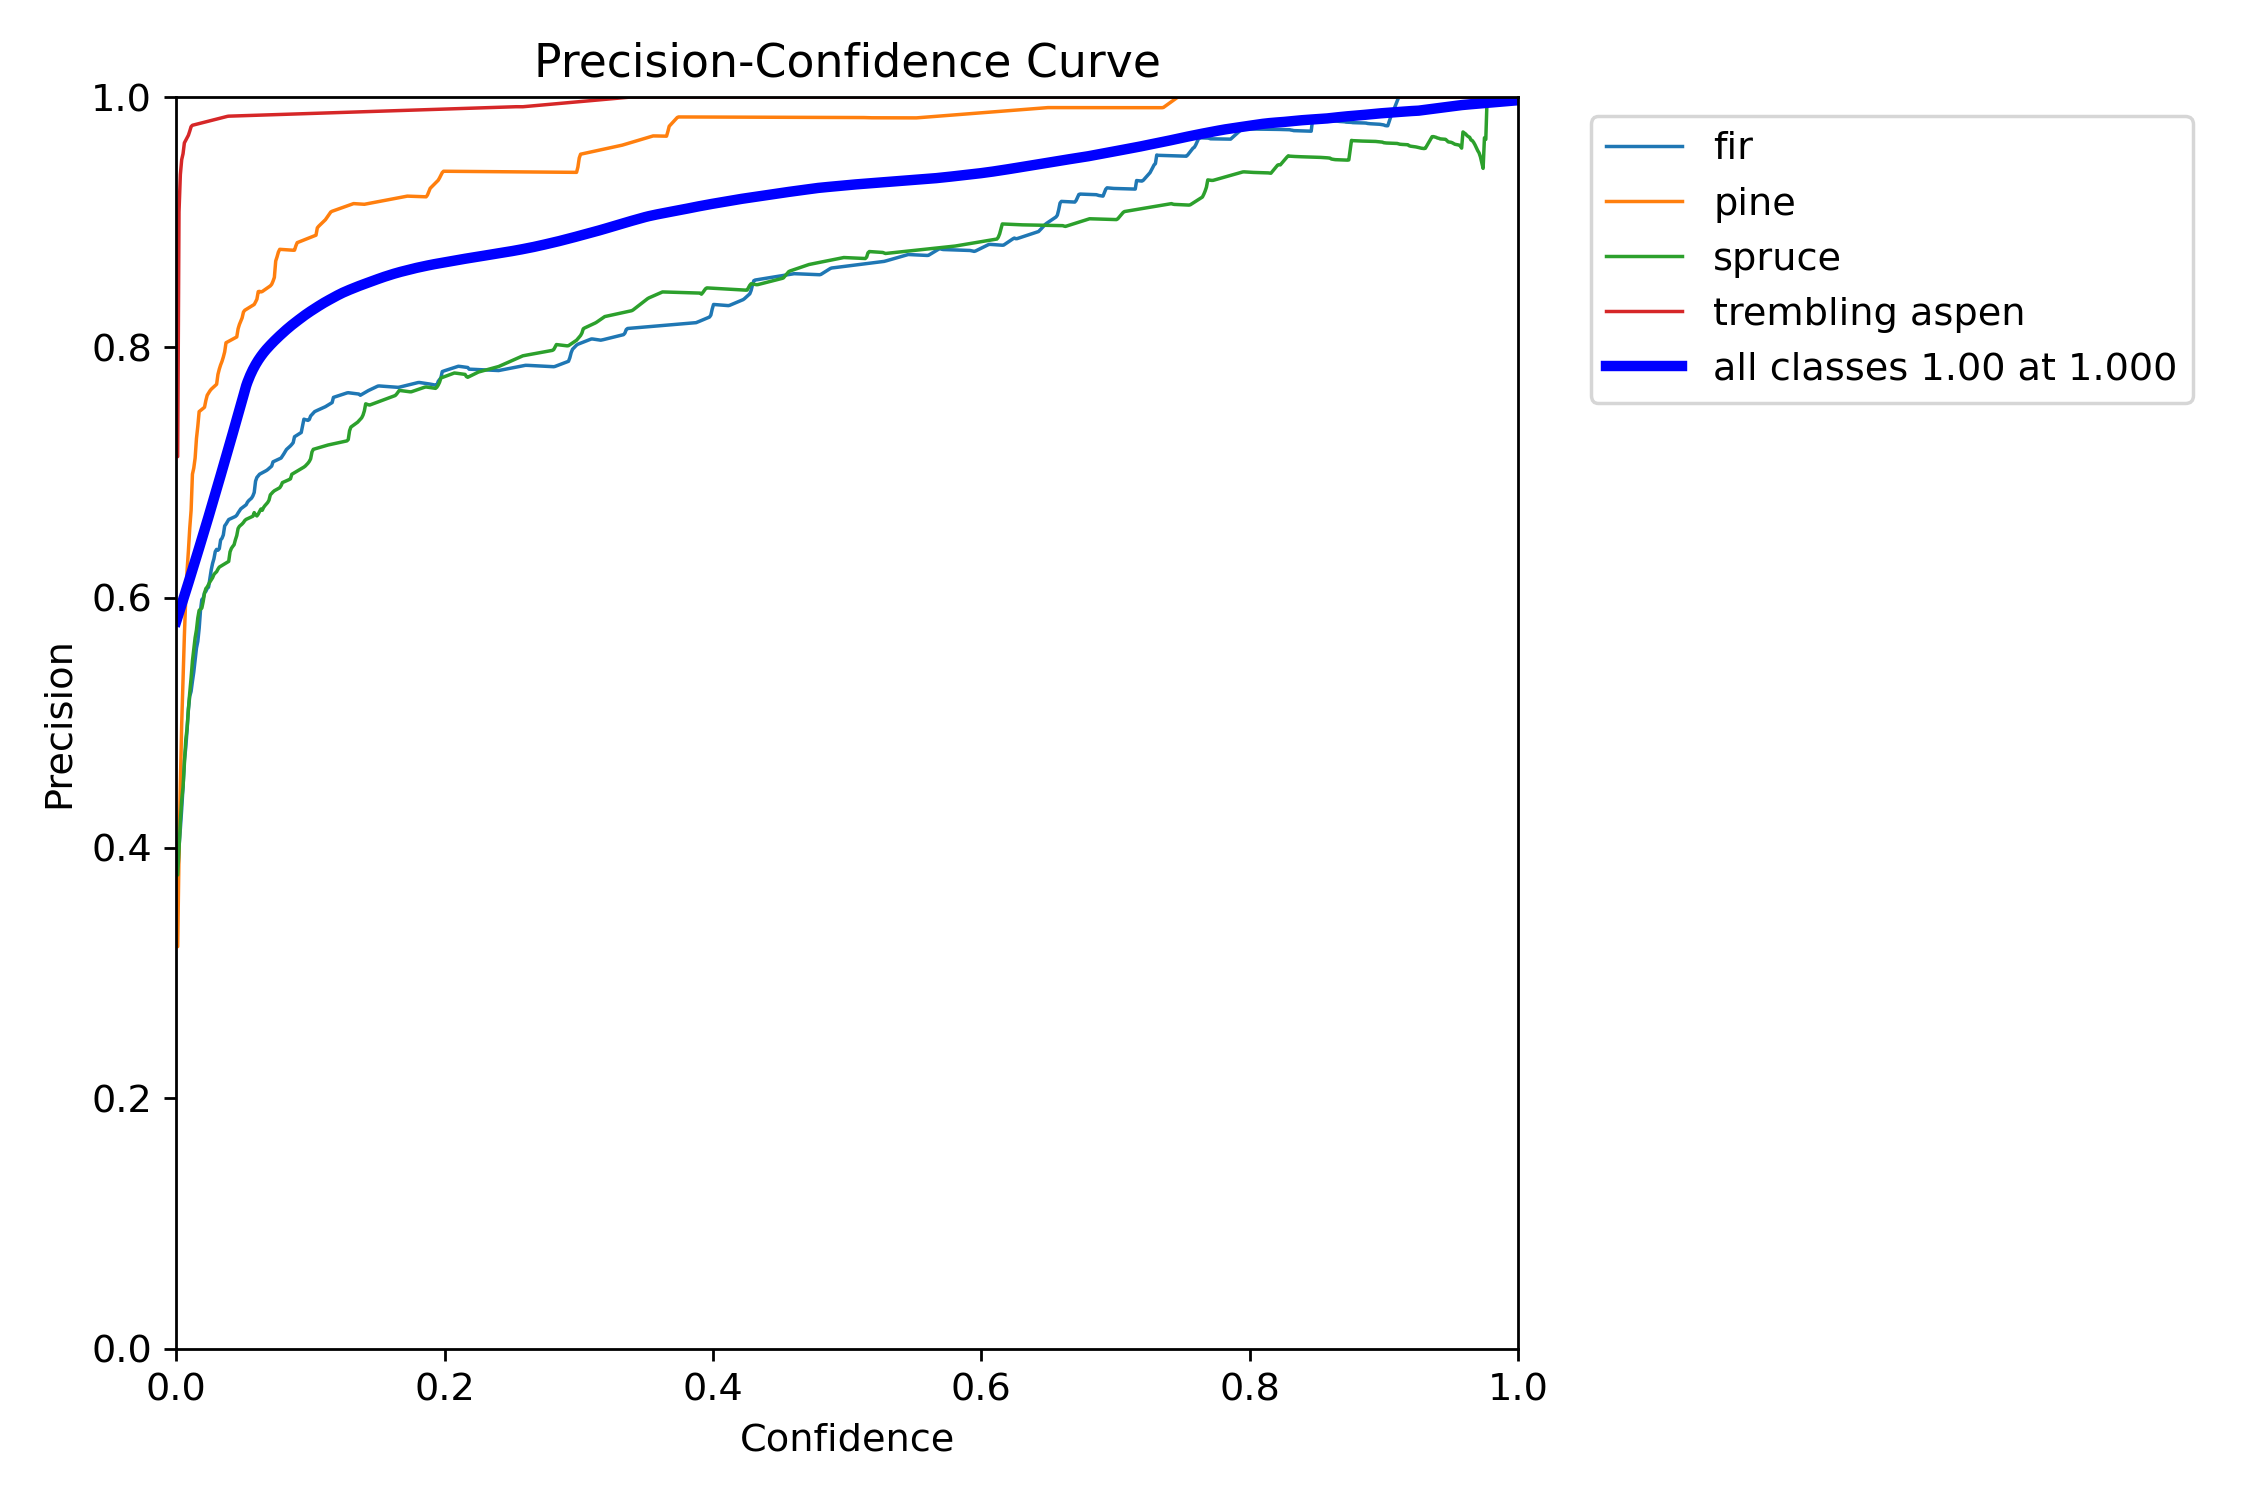 Precision-Confidence Curve
1.0
0.8
0.6
0.4
0.2
0.0
Precision
0.0 0.2 0.4 0.6 0.8 1.0
Confidence
fir
pine
spruce
trembling aspen
all classes 1.00 at 1.000